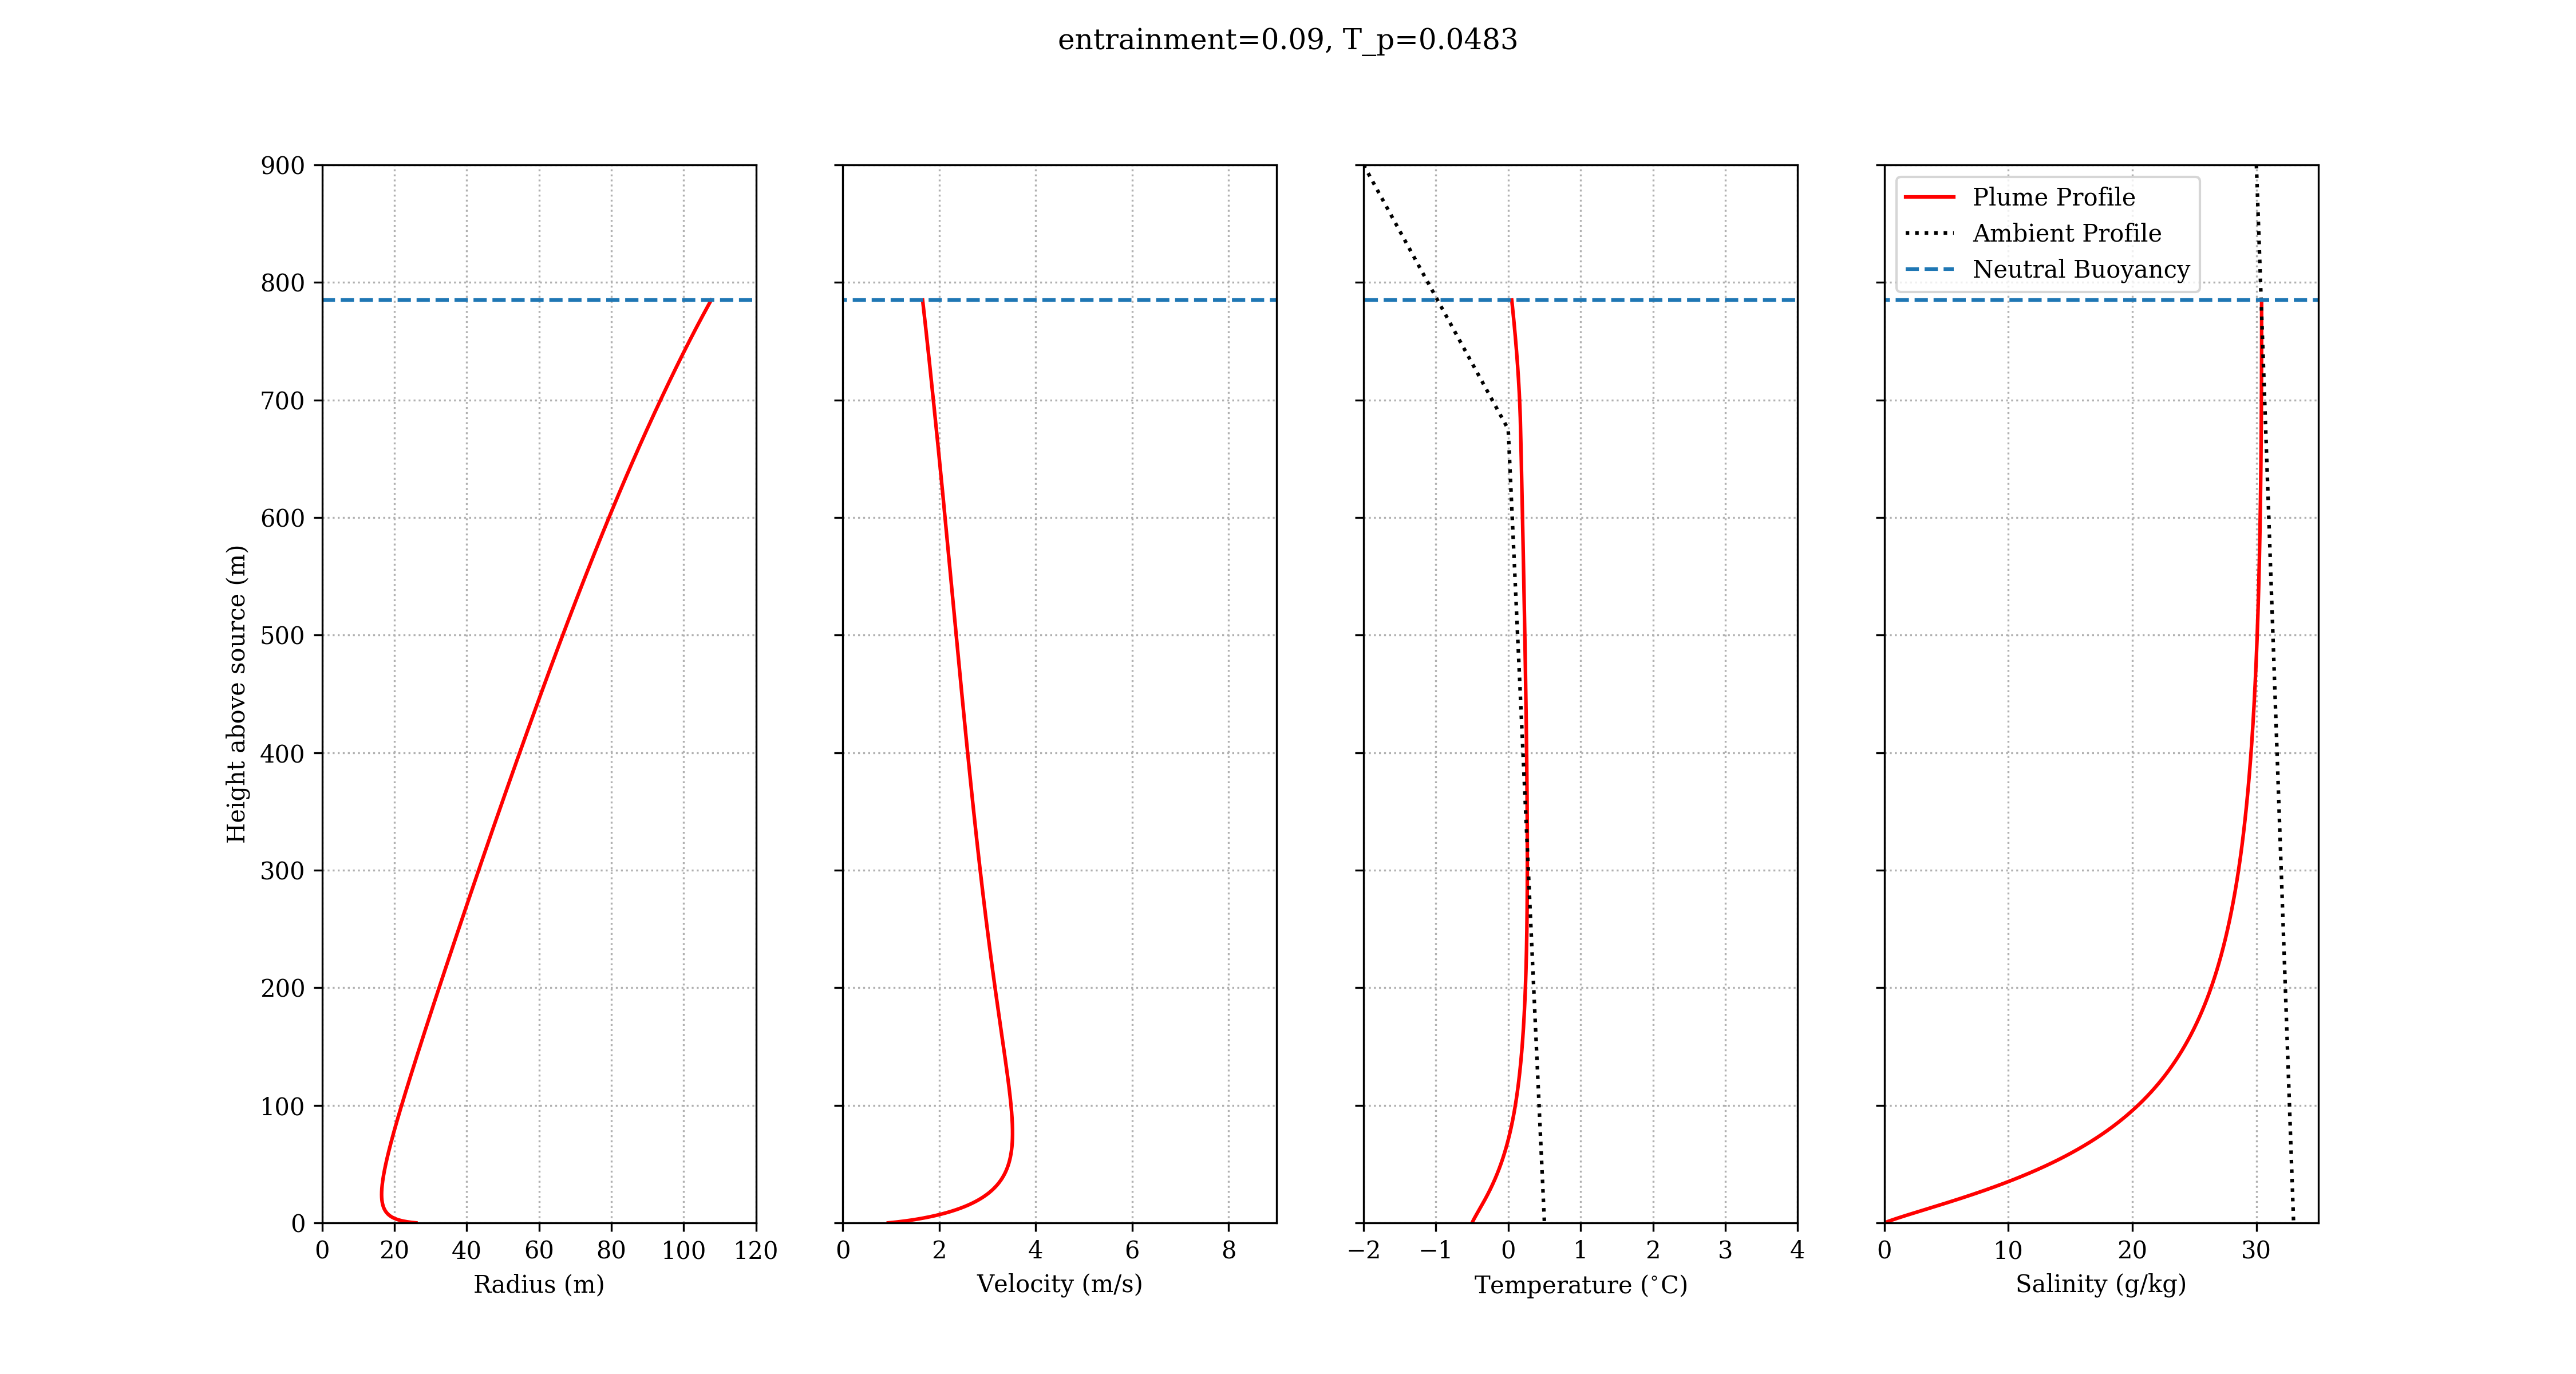 entrainment=0.09, T_p=0.0483
900
800
700
600
500
400
300
200
100
0
Height above source (m)
0 20 40 60 80 100 120
Radius (m)
0 2 4 6 8
Velocity (m/s)
−2 −1 0 1 2 3 4
Temperature (°C)
Plume Profile
Ambient Profile
Neutral Buoyancy
0 10 20 30
Salinity (g/kg)